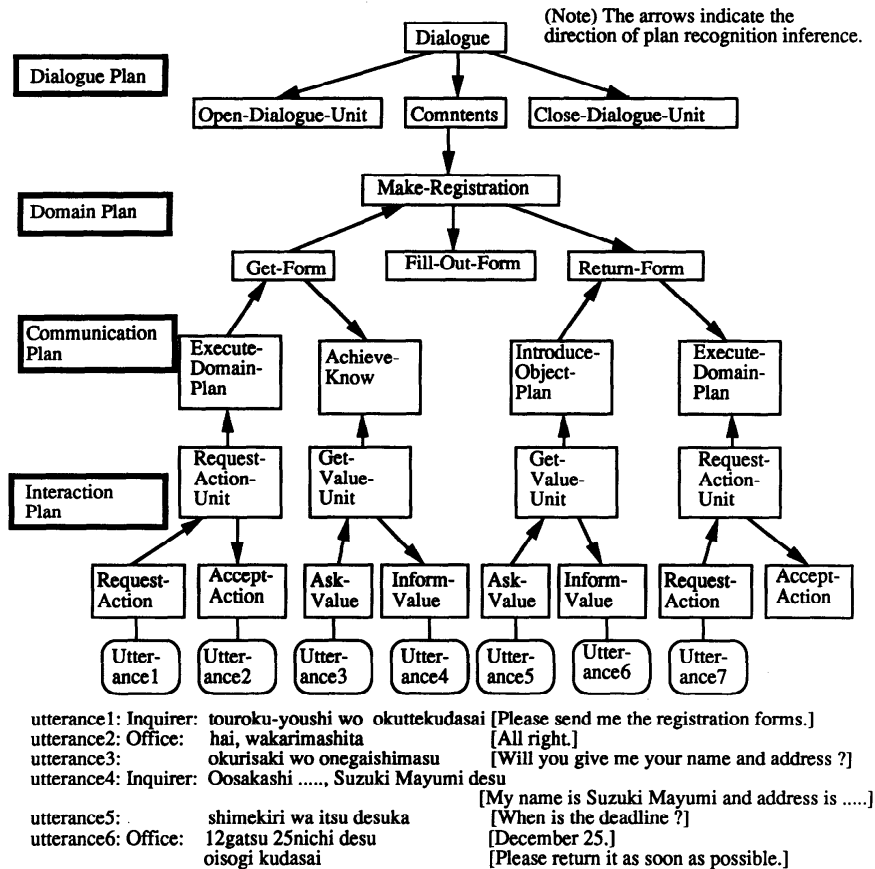 (Note) The arrows indicate the
direction of plan recognition inference.
Dialogue
Dialogue Plan
Open-Dialogue-Unit
Comntents
Close-Dialogue-Unit
Make-Registration
Domain Plan
Get-Form
Fill-Out-Form
Return-Form
Communication
Plan
Execute-
Domain-
Plan
Achieve-
Know
Introduce-
Object-
Plan
Execute-
Domain-
Plan
Interaction
Plan
Request-
Action-
Unit
Get-
Value-
Unit
Get-
Value-
Unit
Request-
Action-
Unit
Request-
Action
Accept-
Action
Ask-
Value
Inform-
Value
Ask-
Value
Inform-
Value
Request-
Action
Accept-
Action
Utter-
ance1
Utter-
ance2
Utter-
ance3
Utter-
ance4
Utter-
ance5
Utter-
ance6
Utter-
ance7
utterance1: Inquirer: touroku-youshi wo okuttekudasai [Please send me the registration forms.]
utterance2: Office: hai, wakarimashita [All right.]
utterance3: okurisaki wo onegaishimasu [Will you give me your name and address ?]
utterance4: Inquirer: Oosakashi ....., Suzuki Mayumi desu
[My name is Suzuki Mayumi and address is .....]
utterance5: shimekiri wa itsu desuka [When is the deadline ?]
utterance6: Office: 12gatsu 25nichi desu [December 25.]
oisogi kudasai [Please return it as soon as possible.]